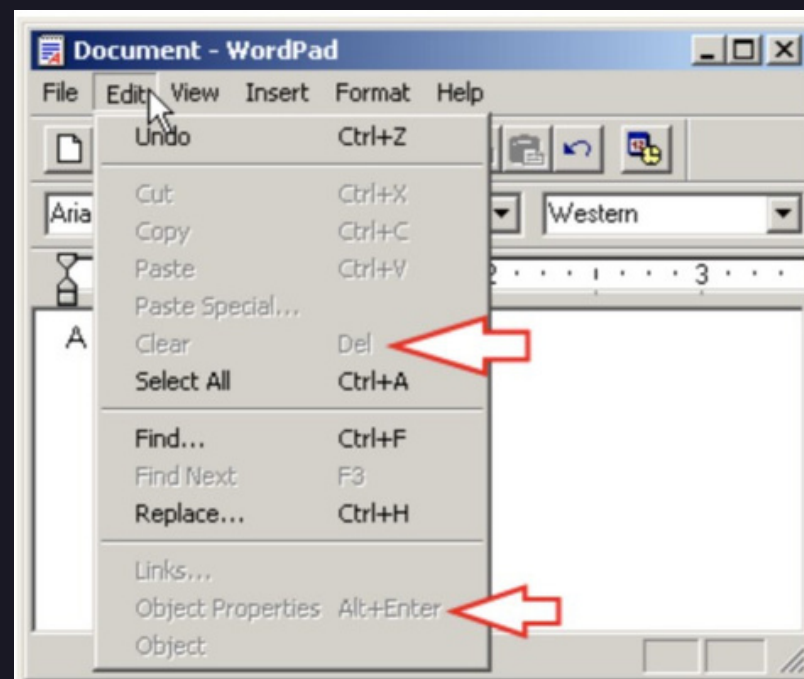 Document - WordPad
File Edit View Insert Format Help
Undo Ctrl+Z
Cut Ctrl+X
Copy Ctrl+C
Aria
Western
Paste Ctrl+V
3
Paste Special...
Clear Del
A
Select All Ctrl+A
Find... Ctrl+F
Find Next F3
Replace... Ctrl+H
Links...
Object Properties Alt+Enter
Object